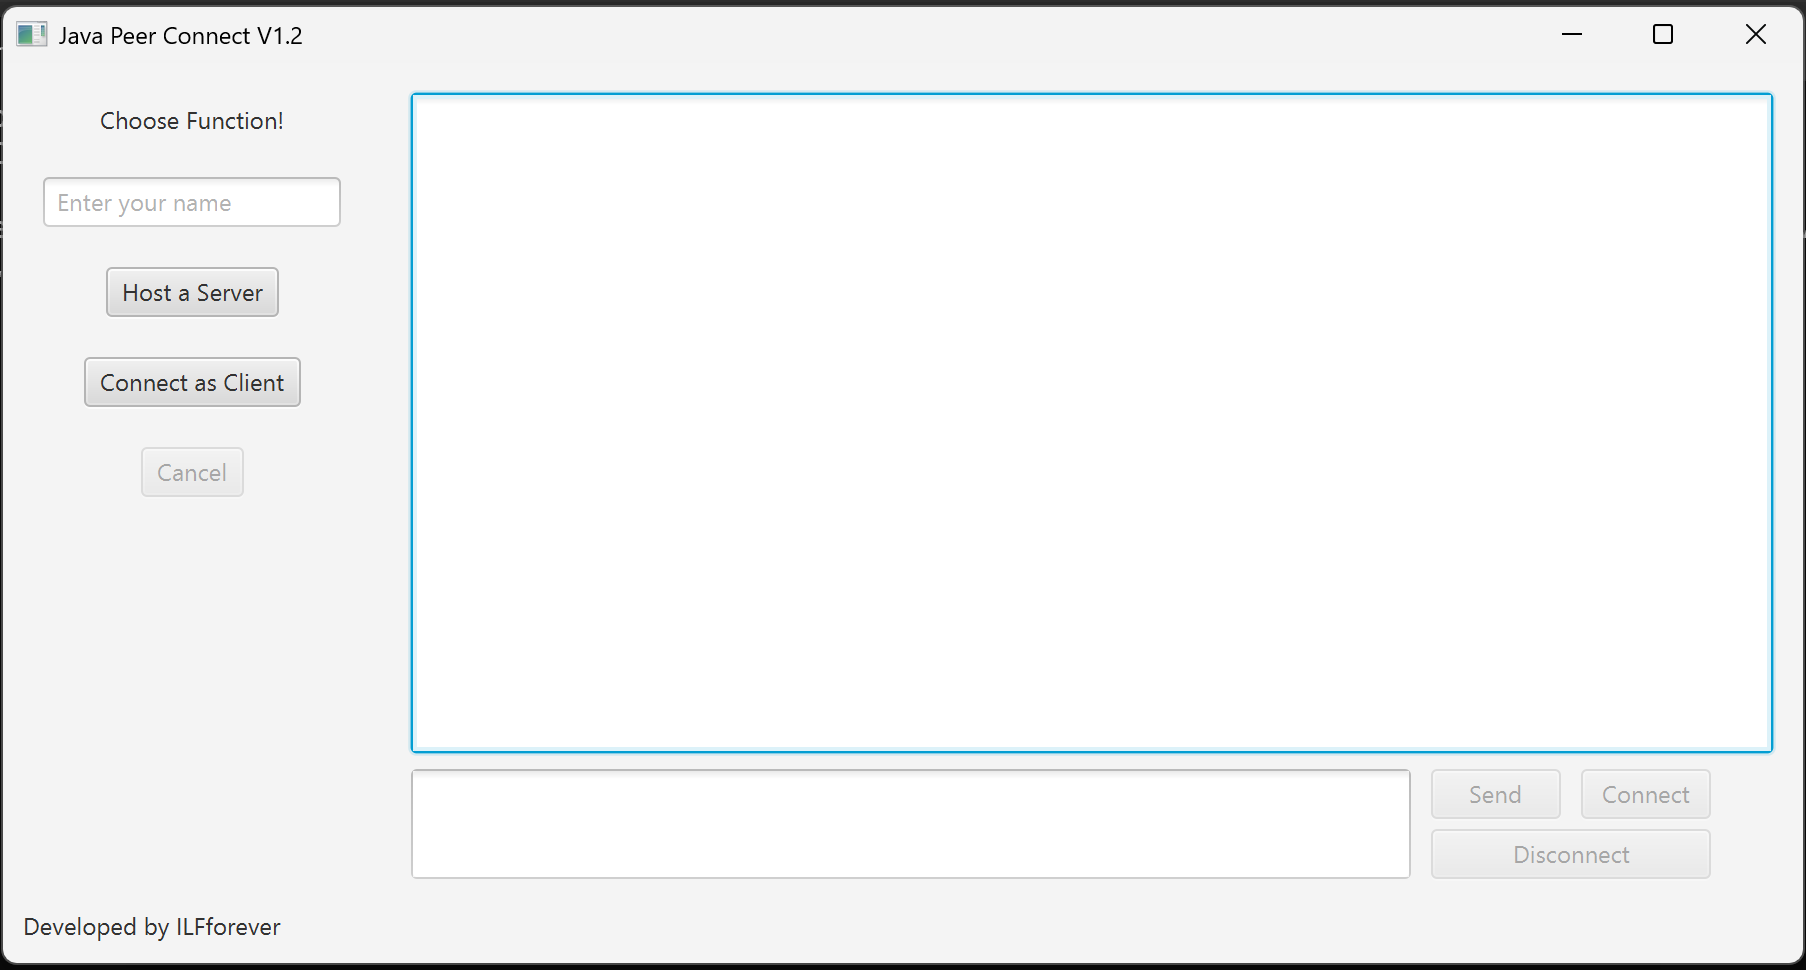 Java Peer Connect V1.2
Choose Function!
Enter your name
Host a Server
Connect as Client
Cancel
Send
Connect
Disconnect
Developed by ILFforever